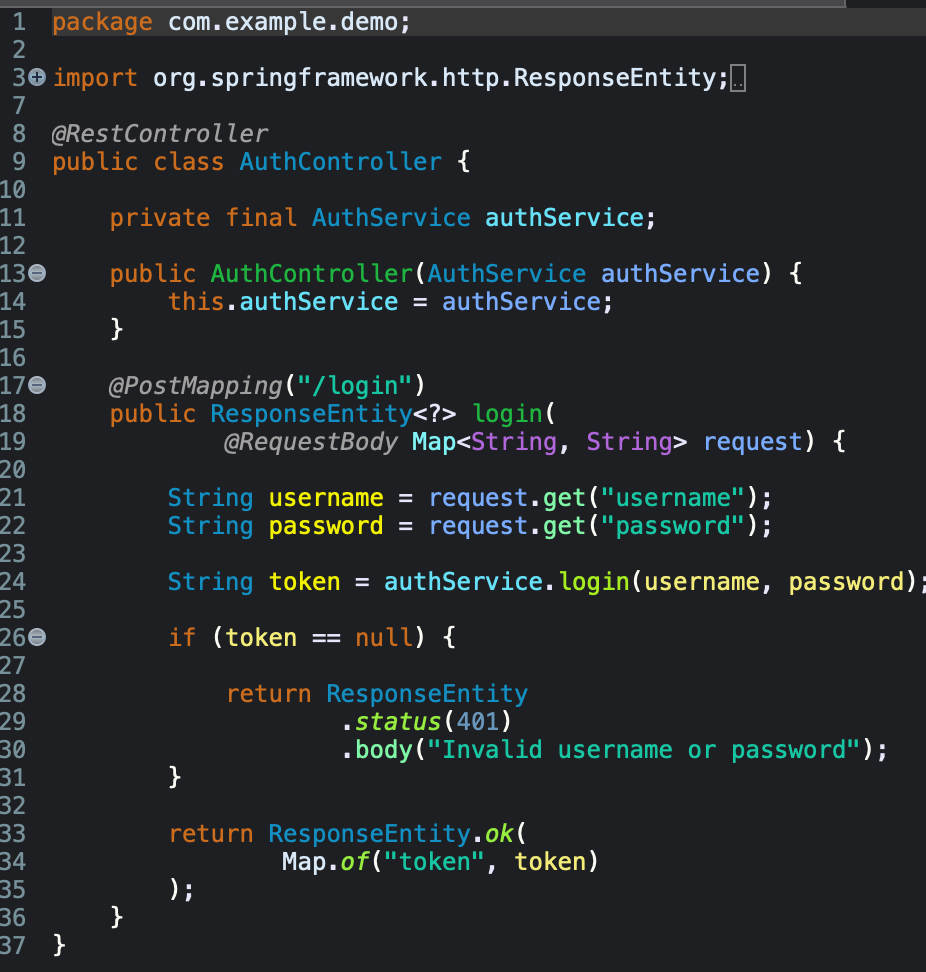 1 package com.example.demo;
2
3 import org.springframework.http.ResponseEntity;
7
8 @RestController
9 public class AuthController {
10
11     private final AuthService authService;
12
13     public AuthController(AuthService authService) {
14         this.authService = authService;
15     }
16
17     @PostMapping("/login")
18     public ResponseEntity<?> login(
19             @RequestBody Map<String, String> request) {
20
21         String username = request.get("username");
22         String password = request.get("password");
23
24         String token = authService.login(username, password);
25
26         if (token == null) {
27
28             return ResponseEntity
29                     .status(401)
30                     .body("Invalid username or password");
31         }
32
33         return ResponseEntity.ok(
34                 Map.of("token", token)
35         );
36     }
37 }